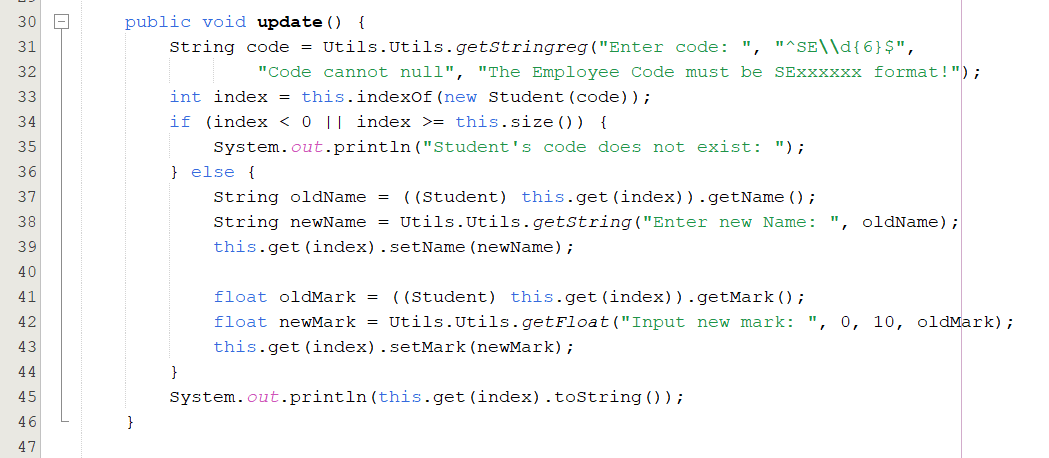 30 public void update() {
31 String code = Utils.Utils.getStringreg("Enter code: ", "^SE\\d{6}$",
32 "Code cannot null", "The Employee Code must be SExxxxxx format!");
33 int index = this.indexOf(new Student(code));
34 if (index < 0 || index >= this.size()) {
35 System.out.println("Student's code does not exist: ");
36 } else {
37 String oldName = ((Student) this.get(index)).getName();
38 String newName = Utils.Utils.getString("Enter new Name: ", oldName);
39 this.get(index).setName(newName);
40
41 float oldMark = ((Student) this.get(index)).getMark();
42 float newMark = Utils.Utils.getFloat("Input new mark: ", 0, 10, oldMark);
43 this.get(index).setMark(newMark);
44 }
45 System.out.println(this.get(index).toString());
46 }
47